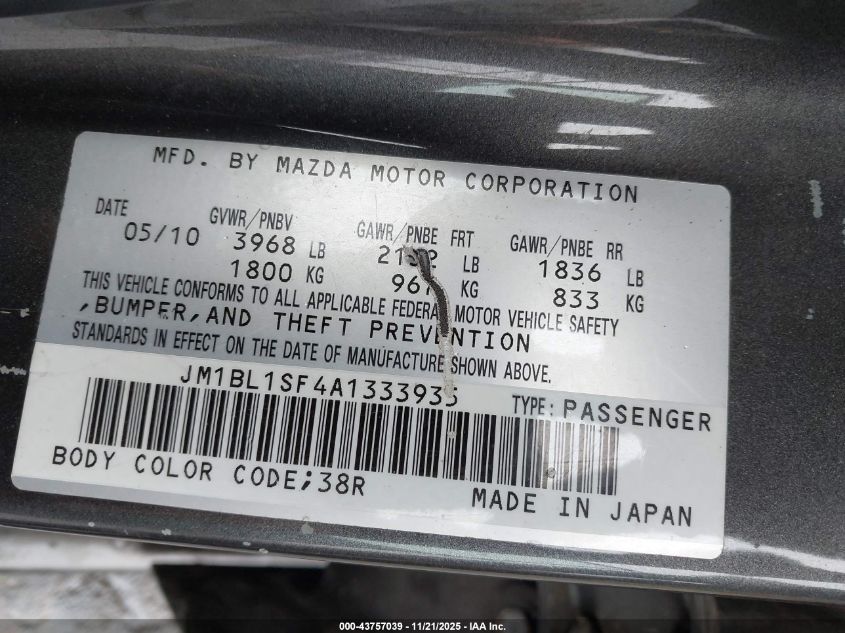 MFD. BY MAZDA MOTOR CORPORATION
DATE GVWR/PNBV GAWR/PNBE FRT GAWR/PNBE RR
05/10 3968 LB LB 1836 LB
1800 KG KG 833 KG
THIS VEHICLE CONFORMS TO ALL APPLICABLE FEDERAL MOTOR VEHICLE SAFETY
,BUMPER,AND THEFT PREVENTION
STANDARDS IN EFFECT ON THE DATE OF MANUFACTURE SHOWN ABOVE.
JM1BL1SF4A1333935
TYPE: PASSENGER
BODY COLOR CODE;38R
MADE IN JAPAN
000-43757039 - 11/21/2025 - IAA Inc.